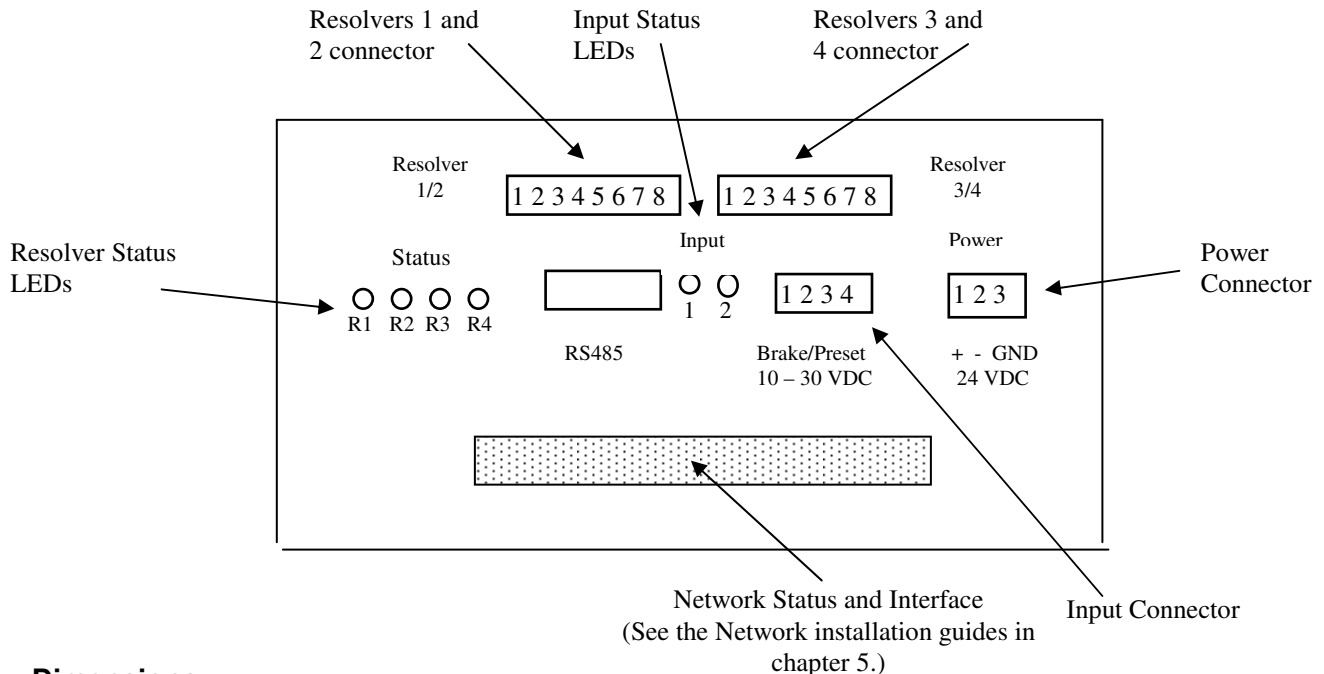 Resolvers 1 and
2 connector
Input Status
LEDs
Resolvers 3 and
4 connector
Resolver
1/2
1 2 3 4 5 6 7 8
1 2 3 4 5 6 7 8
Resolver
3/4
Resolver Status
LEDs
Status
R1 R2 R3 R4
Input
1 2
RS485
1 2 3 4
Brake/Preset
10 – 30 VDC
Power
1 2 3
+ - GND
24 VDC
Power
Connector
Network Status and Interface
(See the Network installation guides in
chapter 5.)
Input Connector